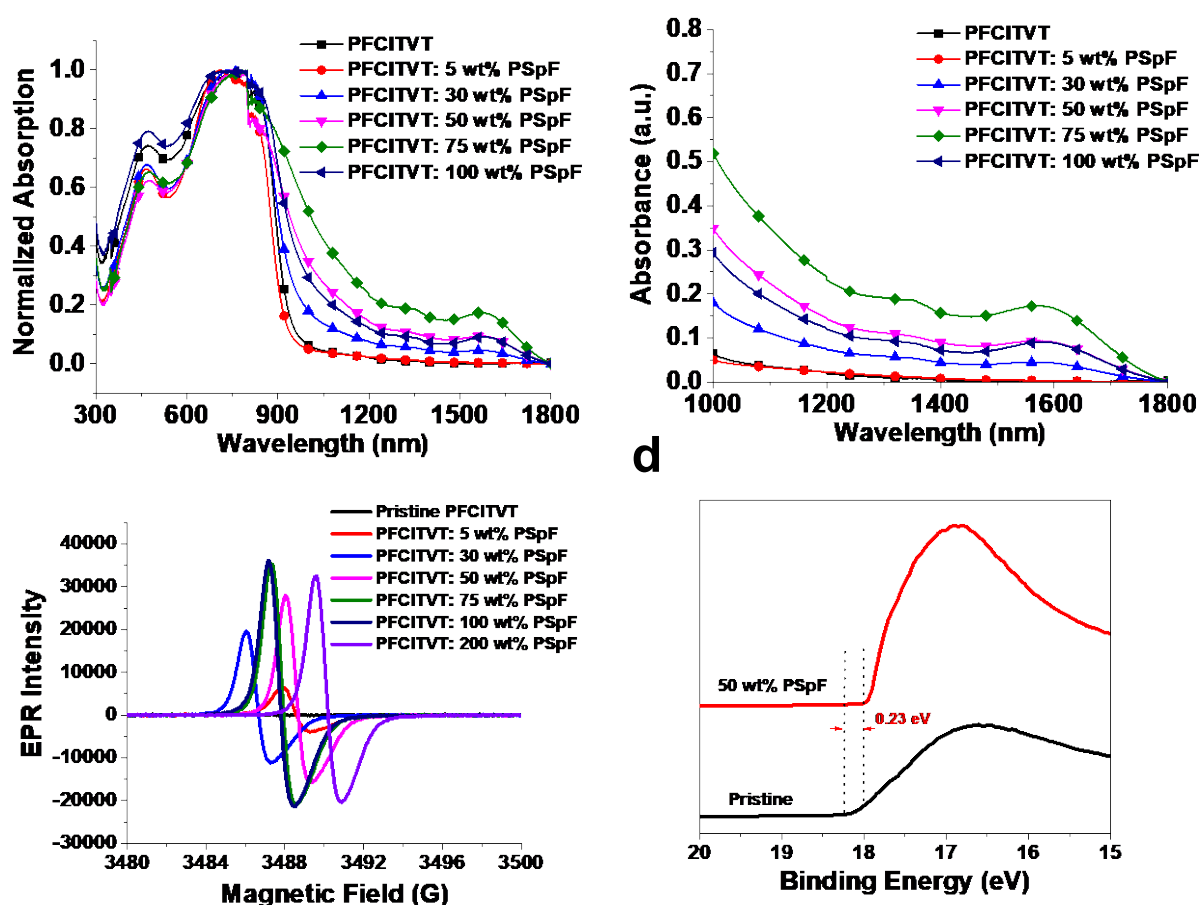 PFCITVT
PFCITVT: 5 wt% PSpF
PFCITVT: 30 wt% PSpF
PFCITVT: 50 wt% PSpF
PFCITVT: 75 wt% PSpF
PFCITVT: 100 wt% PSpF
1.0
0.8
0.6
0.4
0.2
0.0
Normalized Absorption
300 600 900 1200 1500 1800
Wavelength (nm)
PFCITVT
PFCITVT: 5 wt% PSpF
PFCITVT: 30 wt% PSpF
PFCITVT: 50 wt% PSpF
PFCITVT: 75 wt% PSpF
PFCITVT: 100 wt% PSpF
0.8
0.7
0.6
0.5
0.4
0.3
0.2
0.1
0.0
Absorbance (a.u.)
1000 1200 1400 1600 1800
Wavelength (nm)
Pristine PFCITVT
PFCITVT: 5 wt% PSpF
PFCITVT: 30 wt% PSpF
PFCITVT: 50 wt% PSpF
PFCITVT: 75 wt% PSpF
PFCITVT: 100 wt% PSpF
PFCITVT: 200 wt% PSpF
40000
30000
20000
10000
0
-10000
-20000
-30000
EPR Intensity
3480 3484 3488 3492 3496 3500
Magnetic Field (G)
d
50 wt% PSpF
0.23 eV
Pristine
20 19 18 17 16 15
Binding Energy (eV)